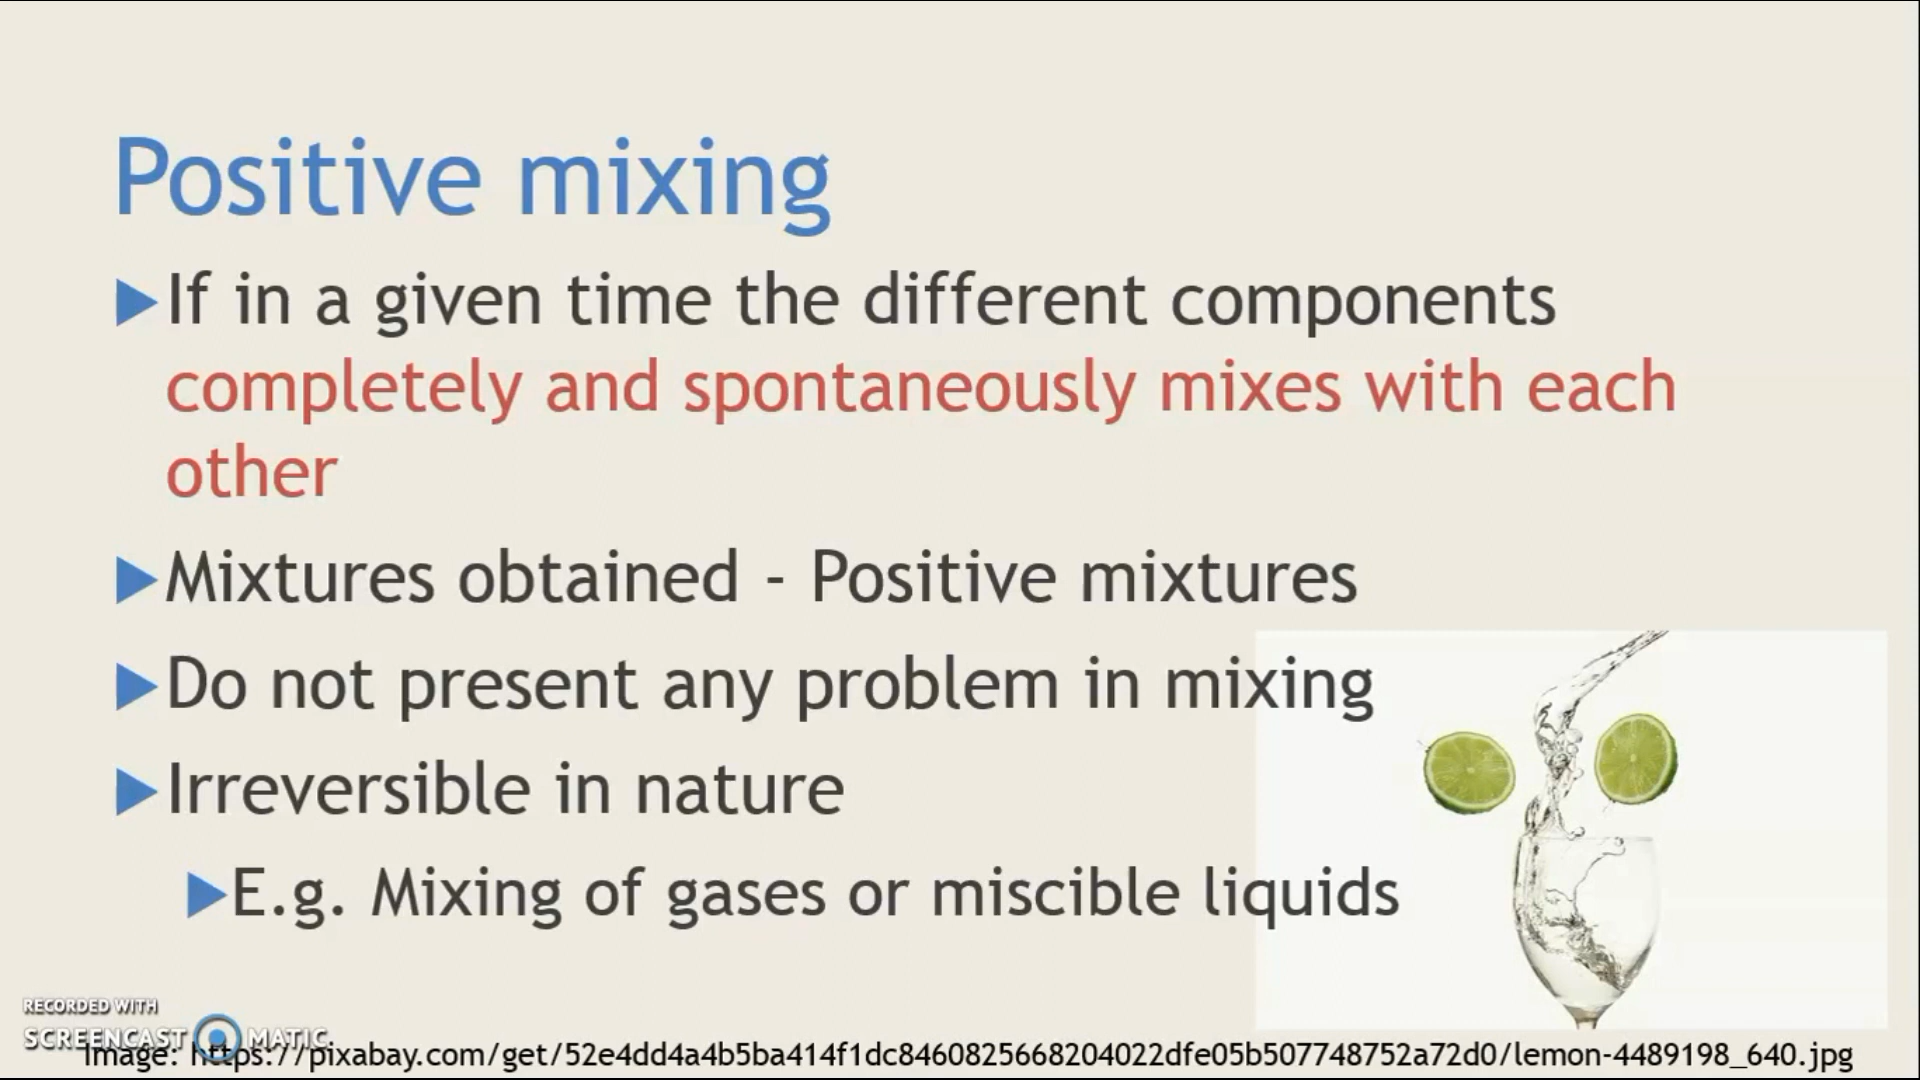 Positive mixing
If in a given time the different components
completely and spontaneously mixes with each
other
Mixtures obtained - Positive mixtures
Do not present any problem in mixing
Irreversible in nature
E.g. Mixing of gases or miscible liquids
RECORDED WITH
SCREENCAST MATIC
Image: https://pixabay.com/get/52e4dd4a4b5ba414f1dc8460825668204022dfe05b507748752a72d0/lemon-4489198_640.jpg